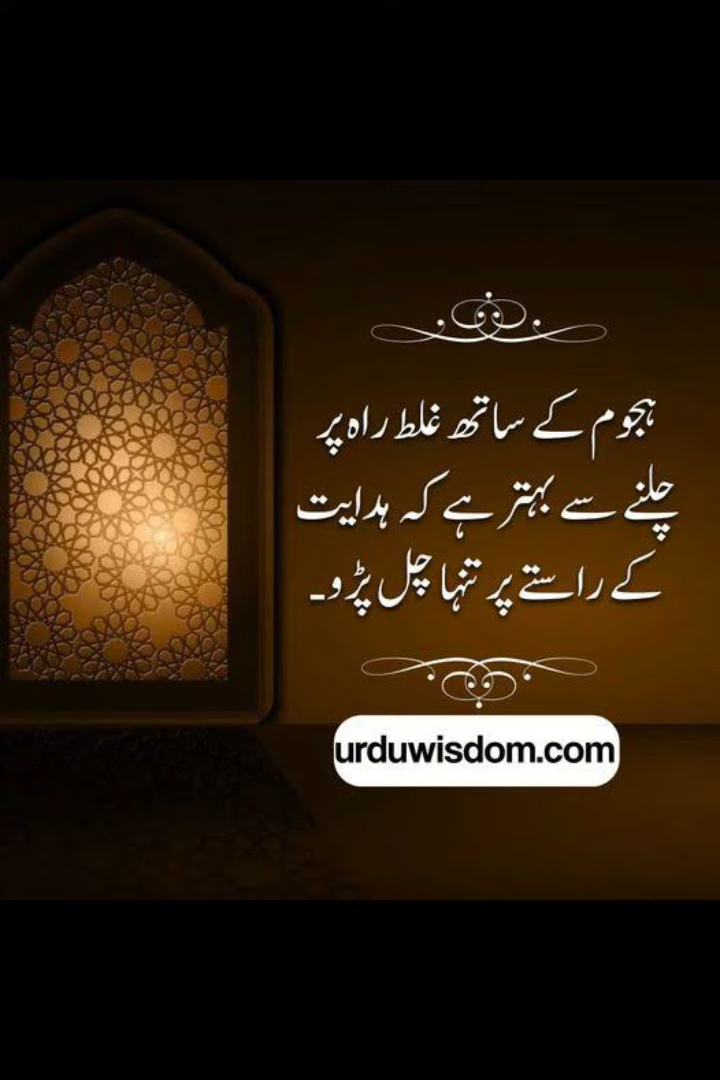 ہجوم کے ساتھ غلط راہ پر
چلنے سے بہتر ہے کہ ہدایت
کے راستے پر تنہا چل پڑو۔
urduwisdom.com